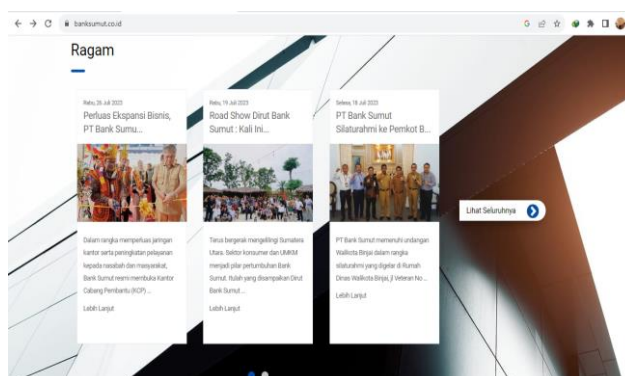 banksumut.co.id
Ragam
Rabu, 26 Juli 2023
Perluas Ekspansi Bisnis,
PT Bank Sumu...
Dalam rangka memperluas jaringan
kantor serta peningkatan pelayanan
kepada nasabah dan masyarakat,
Bank Sumut resmi membuka Kantor
Cabang Pembantu (KCP) ...
Lebih Lanjut
Rabu, 19 Juli 2023
Road Show Dirut Bank
Sumut : Kali Ini...
Terus bergerak mengelilingi Sumatera
Utara. Sektor konsumer dan UMKM
menjadi pilar pertumbuhan Bank
Sumut. Itulah yang disampaikan Dirut
Bank Sumut ...
Lebih Lanjut
Selasa, 18 Juli 2023
PT Bank Sumut
Silaturahmi ke Pemkot B...
PT Bank Sumut memenuhi undangan
Walikota Binjai dalam rangka
silaturahmi yang digelar di Rumah
Dinas Walikota Binjai, jl Veteran No ...
Lebih Lanjut
Lihat Seluruhnya